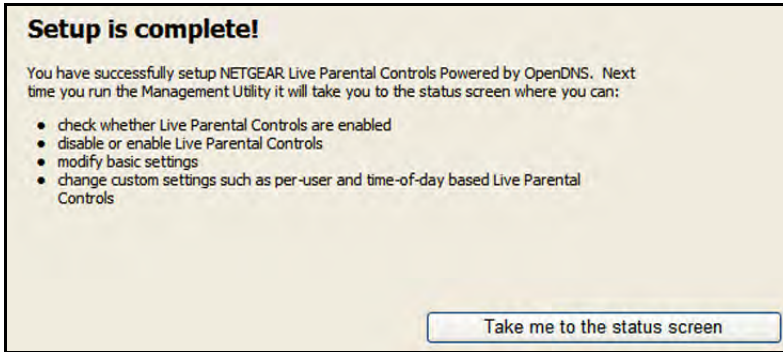 Setup is complete!
You have successfully setup NETGEAR Live Parental Controls Powered by OpenDNS. Next
time you run the Management Utility it will take you to the status screen where you can:
• check whether Live Parental Controls are enabled
• disable or enable Live Parental Controls
• modify basic settings
• change custom settings such as per-user and time-of-day based Live Parental
Controls
Take me to the status screen